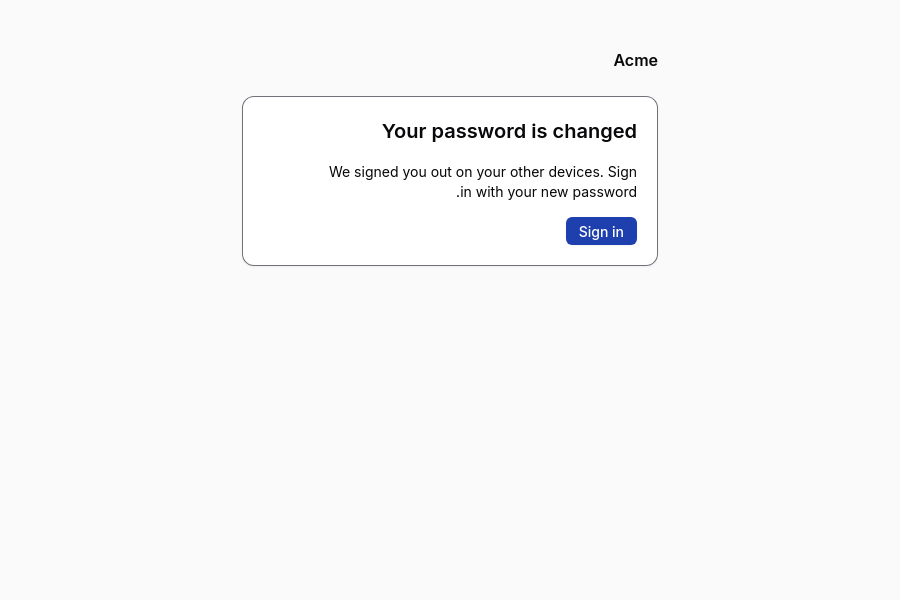 Acme
Your password is changed
We signed you out on your other devices. Sign
in with your new password.
Sign in